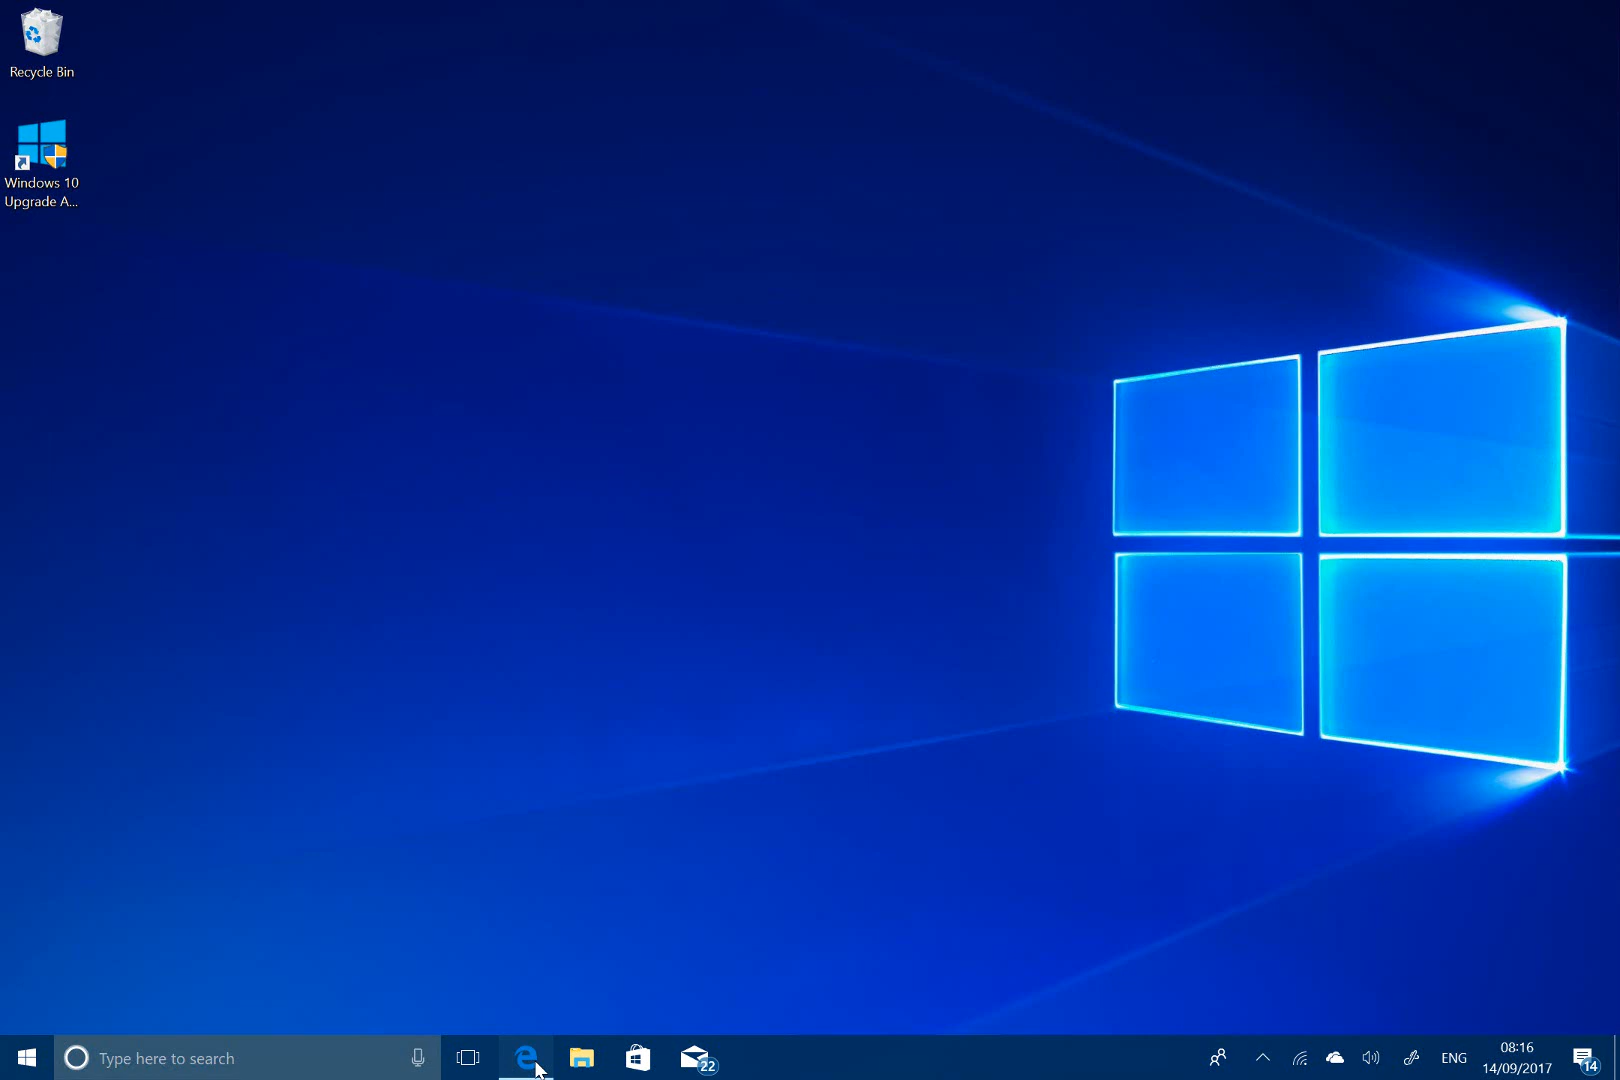 Recycle Bin
Windows 10
Upgrade A...
Type here to search
22
ENG
08:16
14/09/2017
14